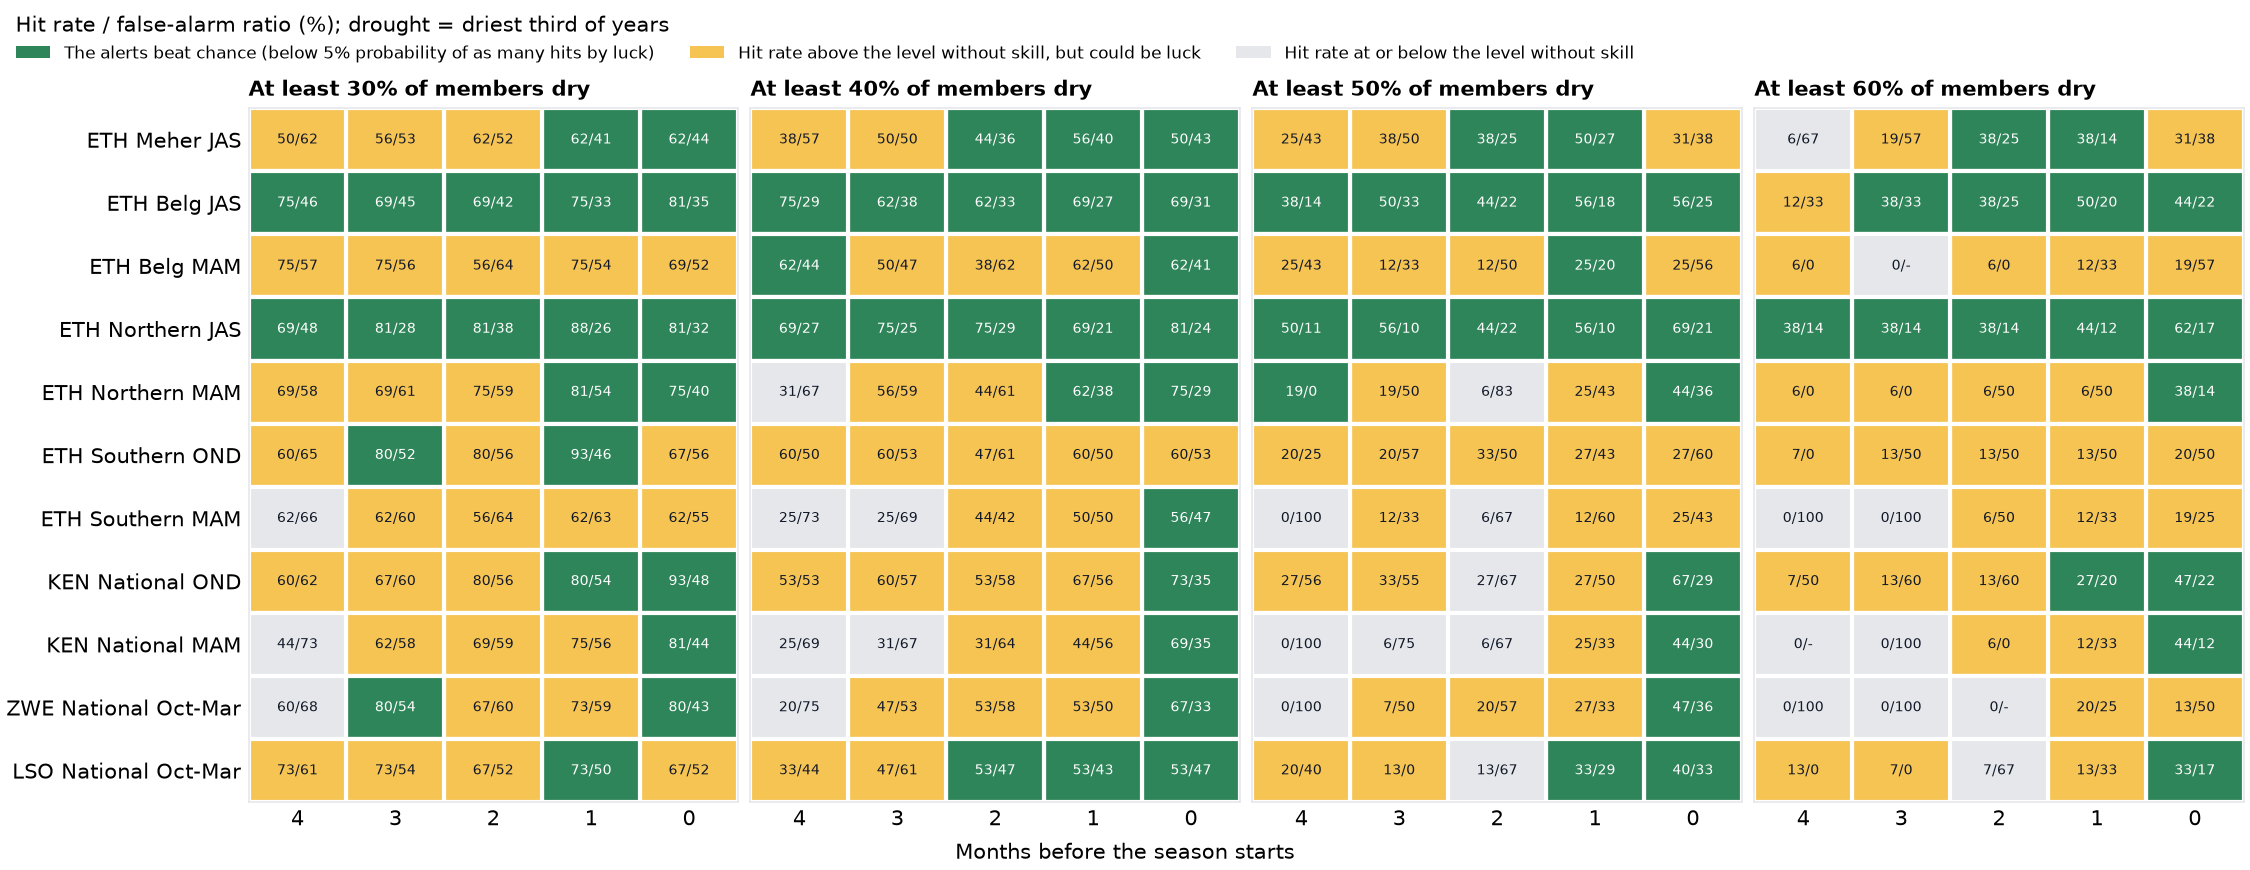 Hit rate / false-alarm ratio (%); drought = driest third of years
The alerts beat chance (below 5% probability of as many hits by luck) Hit rate above the level without skill, but could be luck Hit rate at or below the level without skill
At least 30% of members dry At least 40% of members dry At least 50% of members dry At least 60% of members dry
ETH Meher JAS 50/62 56/53 62/52 62/41 62/44 38/57 50/50 44/36 56/40 50/43 25/43 38/50 38/25 50/27 31/38 6/67 19/57 38/25 38/14 31/38
ETH Belg JAS 75/46 69/45 69/42 75/33 81/35 75/29 62/38 62/33 69/27 69/31 38/14 50/33 44/22 56/18 56/25 12/33 38/33 38/25 50/20 44/22
ETH Belg MAM 75/57 75/56 56/64 75/54 69/52 62/44 50/47 38/62 62/50 62/41 25/43 12/33 12/50 25/20 25/56 6/0 0/- 6/0 12/33 19/57
ETH Northern JAS 69/48 81/28 81/38 88/26 81/32 69/27 75/25 75/29 69/21 81/24 50/11 56/10 44/22 56/10 69/21 38/14 38/14 38/14 44/12 62/17
ETH Northern MAM 69/58 69/61 75/59 81/54 75/40 31/67 56/59 44/61 62/38 75/29 19/0 19/50 6/83 25/43 44/36 6/0 6/0 6/50 6/50 38/14
ETH Southern OND 60/65 80/52 80/56 93/46 67/56 60/50 60/53 47/61 60/50 60/53 20/25 20/57 33/50 27/43 27/60 7/0 13/50 13/50 13/50 20/50
ETH Southern MAM 62/66 62/60 56/64 62/63 62/55 25/73 25/69 44/42 50/50 56/47 0/100 12/33 6/67 12/60 25/43 0/100 0/100 6/50 12/33 19/25
KEN National OND 60/62 67/60 80/56 80/54 93/48 53/53 60/57 53/58 67/56 73/35 27/56 33/55 27/67 27/50 67/29 7/50 13/60 13/60 27/20 47/22
KEN National MAM 44/73 62/58 69/59 75/56 81/44 25/69 31/67 31/64 44/56 69/35 0/100 6/75 6/67 25/33 44/30 0/- 0/100 6/0 12/33 44/12
ZWE National Oct-Mar 60/68 80/54 67/60 73/59 80/43 20/75 47/53 53/58 53/50 67/33 0/100 7/50 20/57 27/33 47/36 0/100 0/100 0/- 20/25 13/50
LSO National Oct-Mar 73/61 73/54 67/52 73/50 67/52 33/44 47/61 53/47 53/43 53/47 20/40 13/0 13/67 33/29 40/33 13/0 7/0 7/67 13/33 33/17
4 3 2 1 0 4 3 2 1 0 4 3 2 1 0 4 3 2 1 0
Months before the season starts